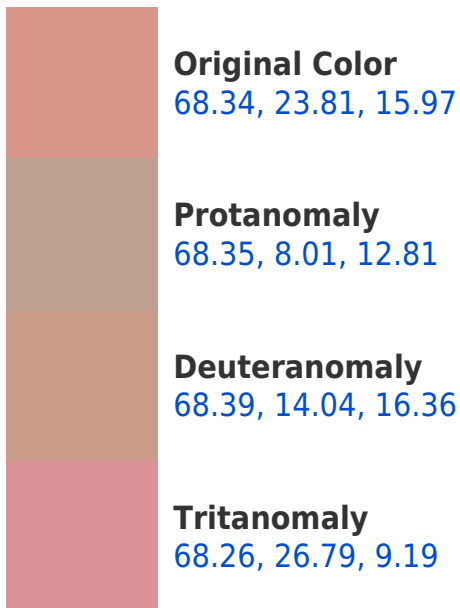 Original Color
68.34, 23.81, 15.97
Protanomaly
68.35, 8.01, 12.81
Deuteranomaly
68.39, 14.04, 16.36
Tritanomaly
68.26, 26.79, 9.19